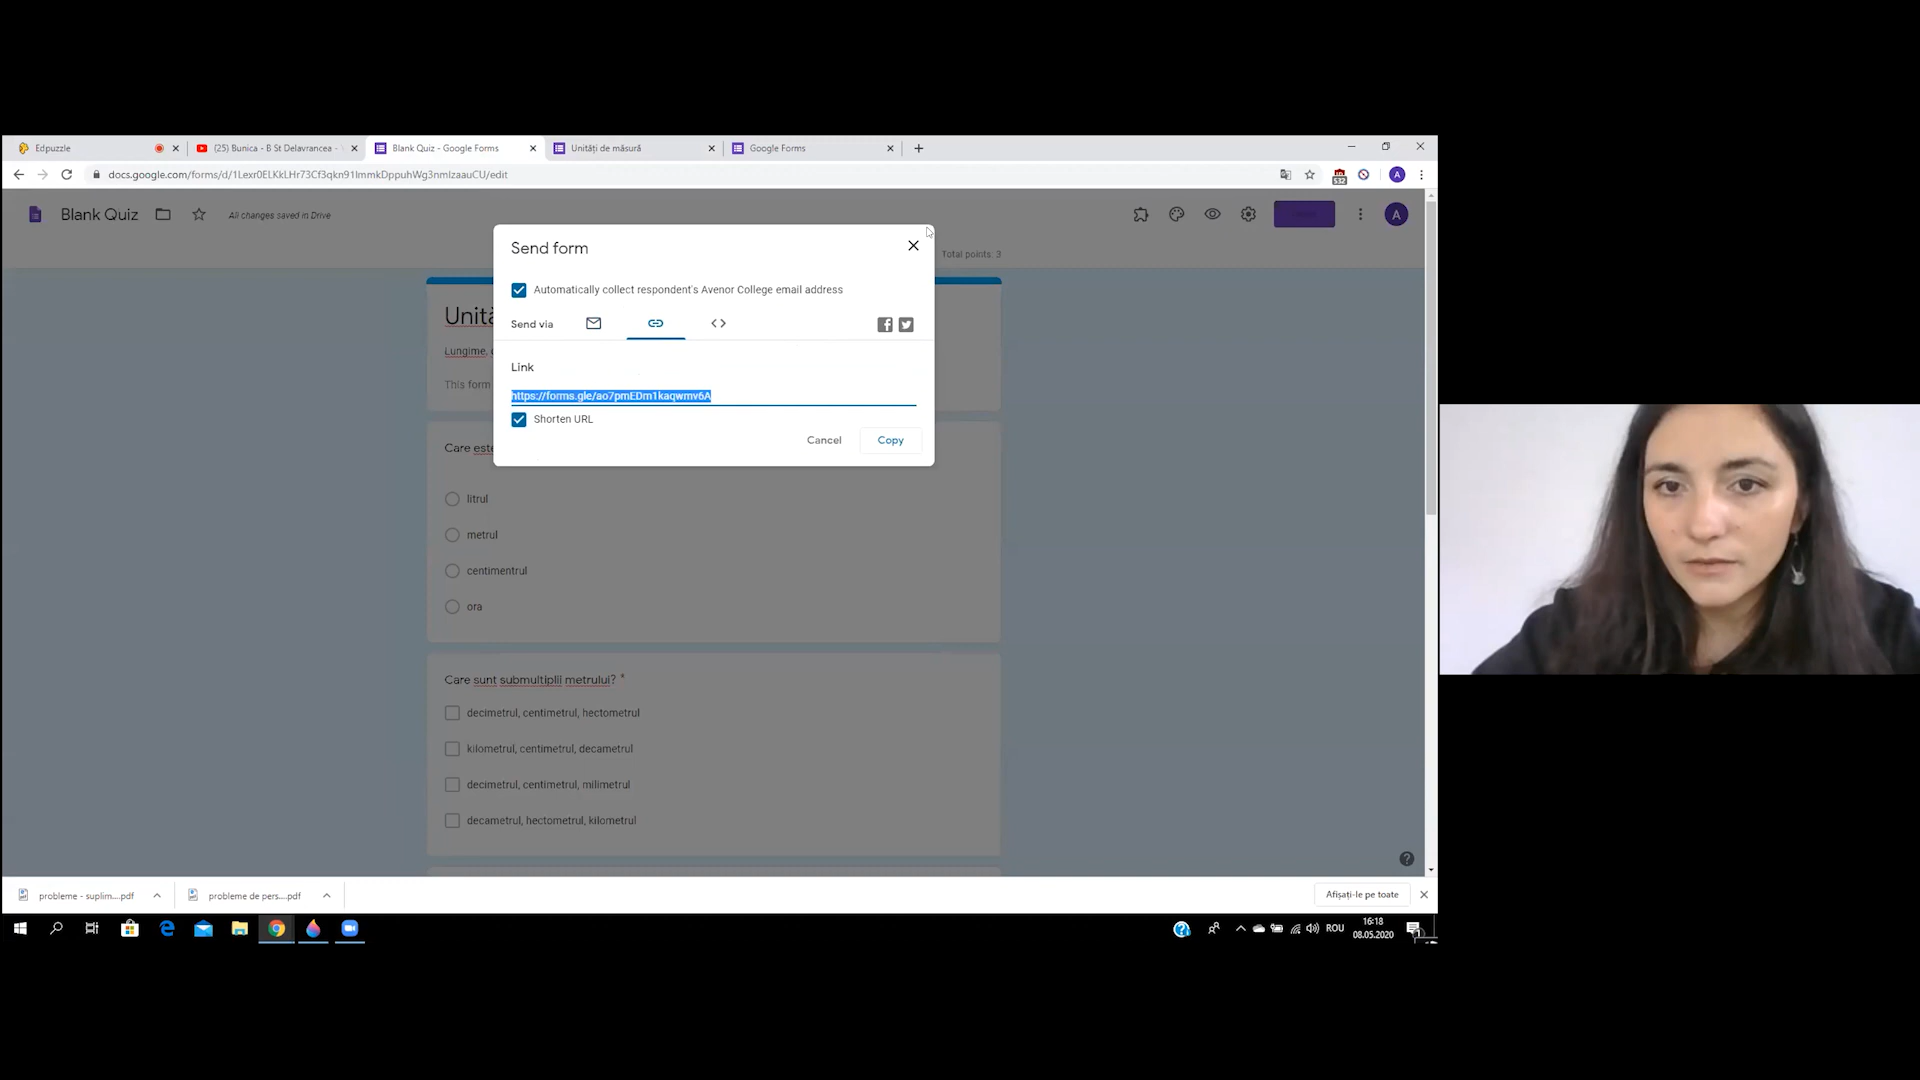 Edpuzzle
(25) Bunica - B St Delavrancea -
Blank Quiz - Google Forms
Unități de măsură
Google Forms
docs.google.com/forms/d/1Lexr0ELKkLHr73Cf3qkn91lmmkDppuhWg3nmlzaauCU/edit
532
A
Blank Quiz
All changes saved in Drive
A
Total points: 3
Send form
Automatically collect respondent's Avenor College email address
Send via
Link
https://forms.gle/ao7pmEDm1kaqwmv6A
Shorten URL
Cancel
Copy
Unită
Lungime,
This form
Care este
litrul
metrul
centimentrul
ora
Care sunt submultiplii metrului? *
decimetrul, centimetrul, hectometrul
kilometrul, centimetrul, decametrul
decimetrul, centimetrul, milimetrul
decametrul, hectometrul, kilometrul
probleme - suplim....pdf
probleme de pers....pdf
Afișați-le pe toate
ROU
16:18
08.05.2020